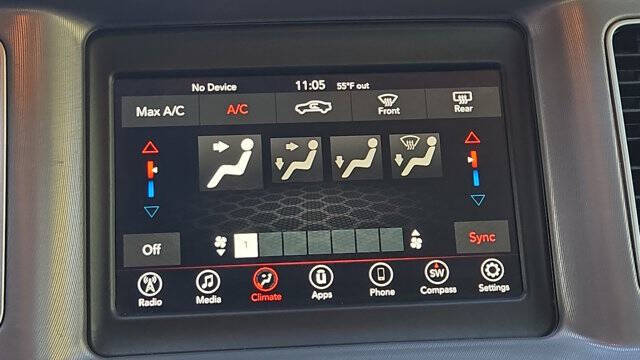 No Device 11:05 55°F out
Max A/C A/C Front Rear
Off 1 Sync
Radio Media Climate Apps Phone SW Compass Settings